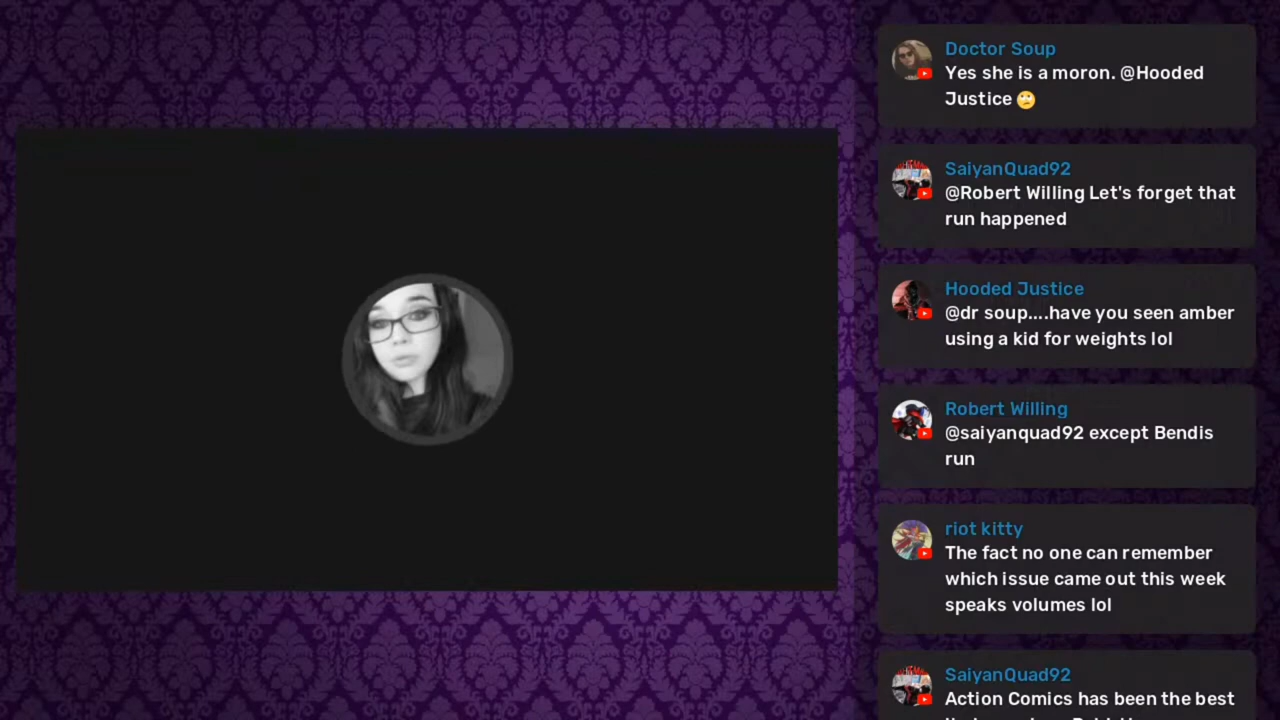 Doctor Soup
Yes she is a moron. @Hooded
Justice 🙄
SaiyanQuad92
@Robert Willing Let's forget that
run happened
Hooded Justice
@dr soup....have you seen amber
using a kid for weights lol
Robert Willing
@saiyanquad92 except Bendis
run
riot kitty
The fact no one can remember
which issue came out this week
speaks volumes lol
SaiyanQuad92
Action Comics has been the best